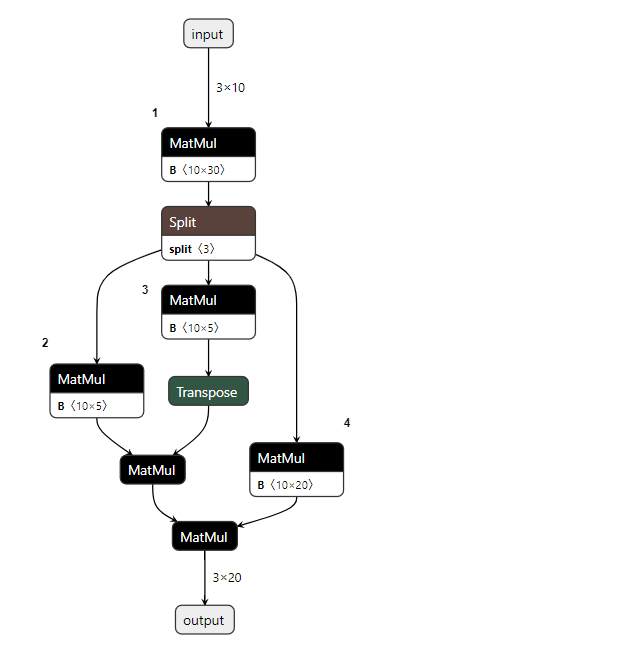 input
3×10
1
MatMul
B〈10×30〉
Split
split〈3〉
3
MatMul
B〈10×5〉
2
MatMul
B〈10×5〉
Transpose
4
MatMul
MatMul
B〈10×20〉
MatMul
3×20
output